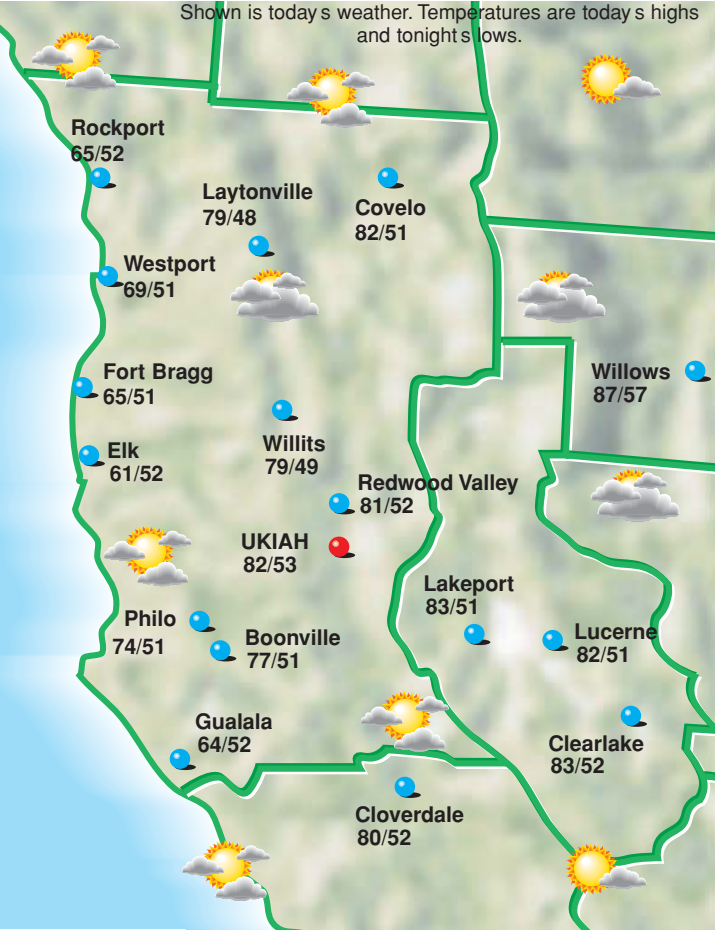 Shown is today s weather. Temperatures are today s highs
and tonight s lows.
Rockport
65/52
Laytonville
79/48
Covelo
82/51
Westport
69/51
Fort Bragg
65/51
Willows
87/57
Elk
61/52
Willits
79/49
Redwood Valley
81/52
UKIAH
82/53
Lakeport
83/51
Philo
74/51
Boonville
77/51
Lucerne
82/51
Gualala
64/52
Clearlake
83/52
Cloverdale
80/52